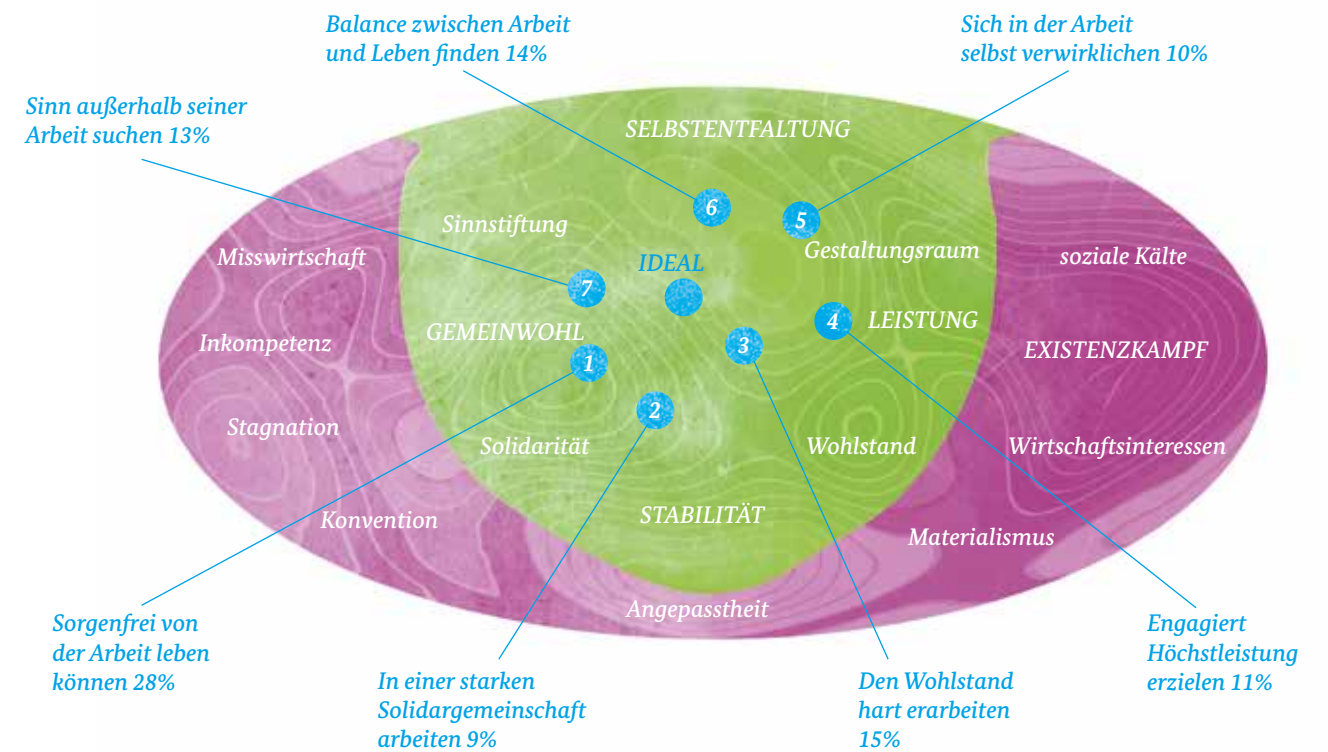 Balance zwischen Arbeit
und Leben finden 14%
Sich in der Arbeit
selbst verwirklichen 10%
Sinn außerhalb seiner
Arbeit suchen 13%
SELBSTENTFALTUNG
6
5
Sinnstiftung
Gestaltungsraum
Misswirtschaft
IDEAL
soziale Kälte
7
GEMEINWOHL
4
LEISTUNG
Inkompetenz
3
EXISTENZKAMPF
1
2
Stagnation
Solidarität
Wohlstand
Wirtschaftsinteressen
Konvention
STABILITÄT
Materialismus
Angepasstheit
Sorgenfrei von
der Arbeit leben
können 28%
In einer starken
Solidargemeinschaft
arbeiten 9%
Den Wohlstand
hart erarbeiten
15%
Engagiert
Höchstleistung
erzielen 11%